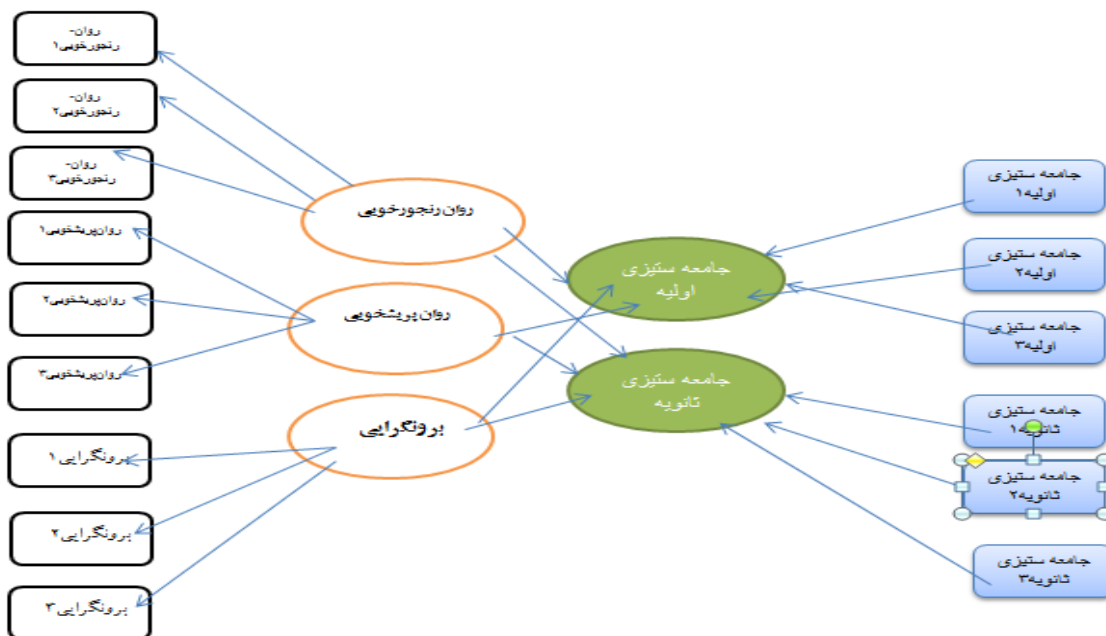 روان-
رنجورخویی۱
روان-
رنجورخویی۲
روان-
رنجورخویی۳
روان‌پریشخویی۱
روان‌پریشخویی۲
روان‌پریشخویی۳
برونگرایی۱
برونگرایی۲
برونگرایی۳
روان‌رنجورخویی
روان‌پریشخویی
برونگرایی
جامعه ستیزی
اولیه
جامعه ستیزی
ثانویه
جامعه ستیزی
اولیه۱
جامعه ستیزی
اولیه۲
جامعه ستیزی
اولیه۳
جامعه ستیزی
ثانویه۱
جامعه ستیزی
ثانویه۲
جامعه ستیزی
ثانویه۳